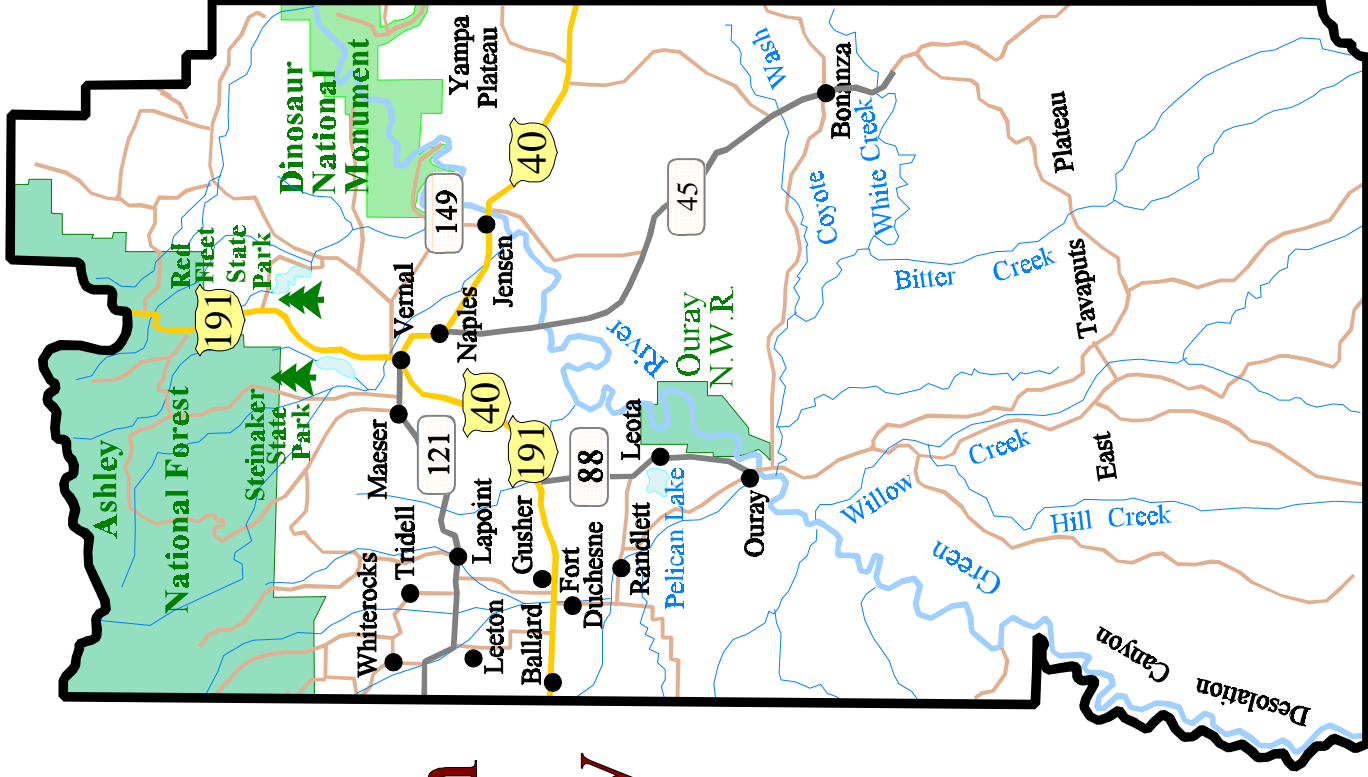 Ashley
National Forest
191
Red
Fleet
State
Park
Steinaker
State
Park
Dinosaur
National
Monument
Yampa
Plateau
149
40
Vernal
Naples
Jensen
Maeser
121
40
191
88
45
Whiterocks
Tridell
Lapoint
Leeton
Gusher
Fort
Duchesne
Ballard
Randlett
Pelican Lake
Leota
Ouray
Ouray
N.W.R.
River
Wash
Bonanza
Coyote
White Creek
Bitter Creek
Willow
Creek
Hill Creek
Green
East
Tavaputs
Plateau
Desolation
Canyon